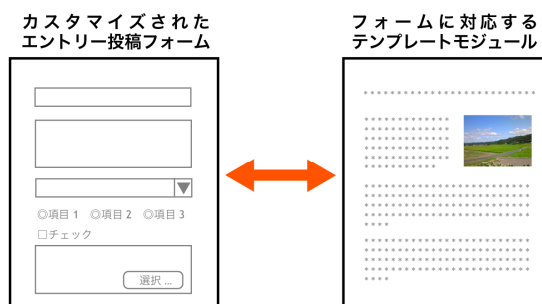 カスタマイズされた
エントリー投稿フォーム
フォームに対応する
テンプレートモジュール
◎項目1 ◎項目2 ◎項目3
□チェック
選択...